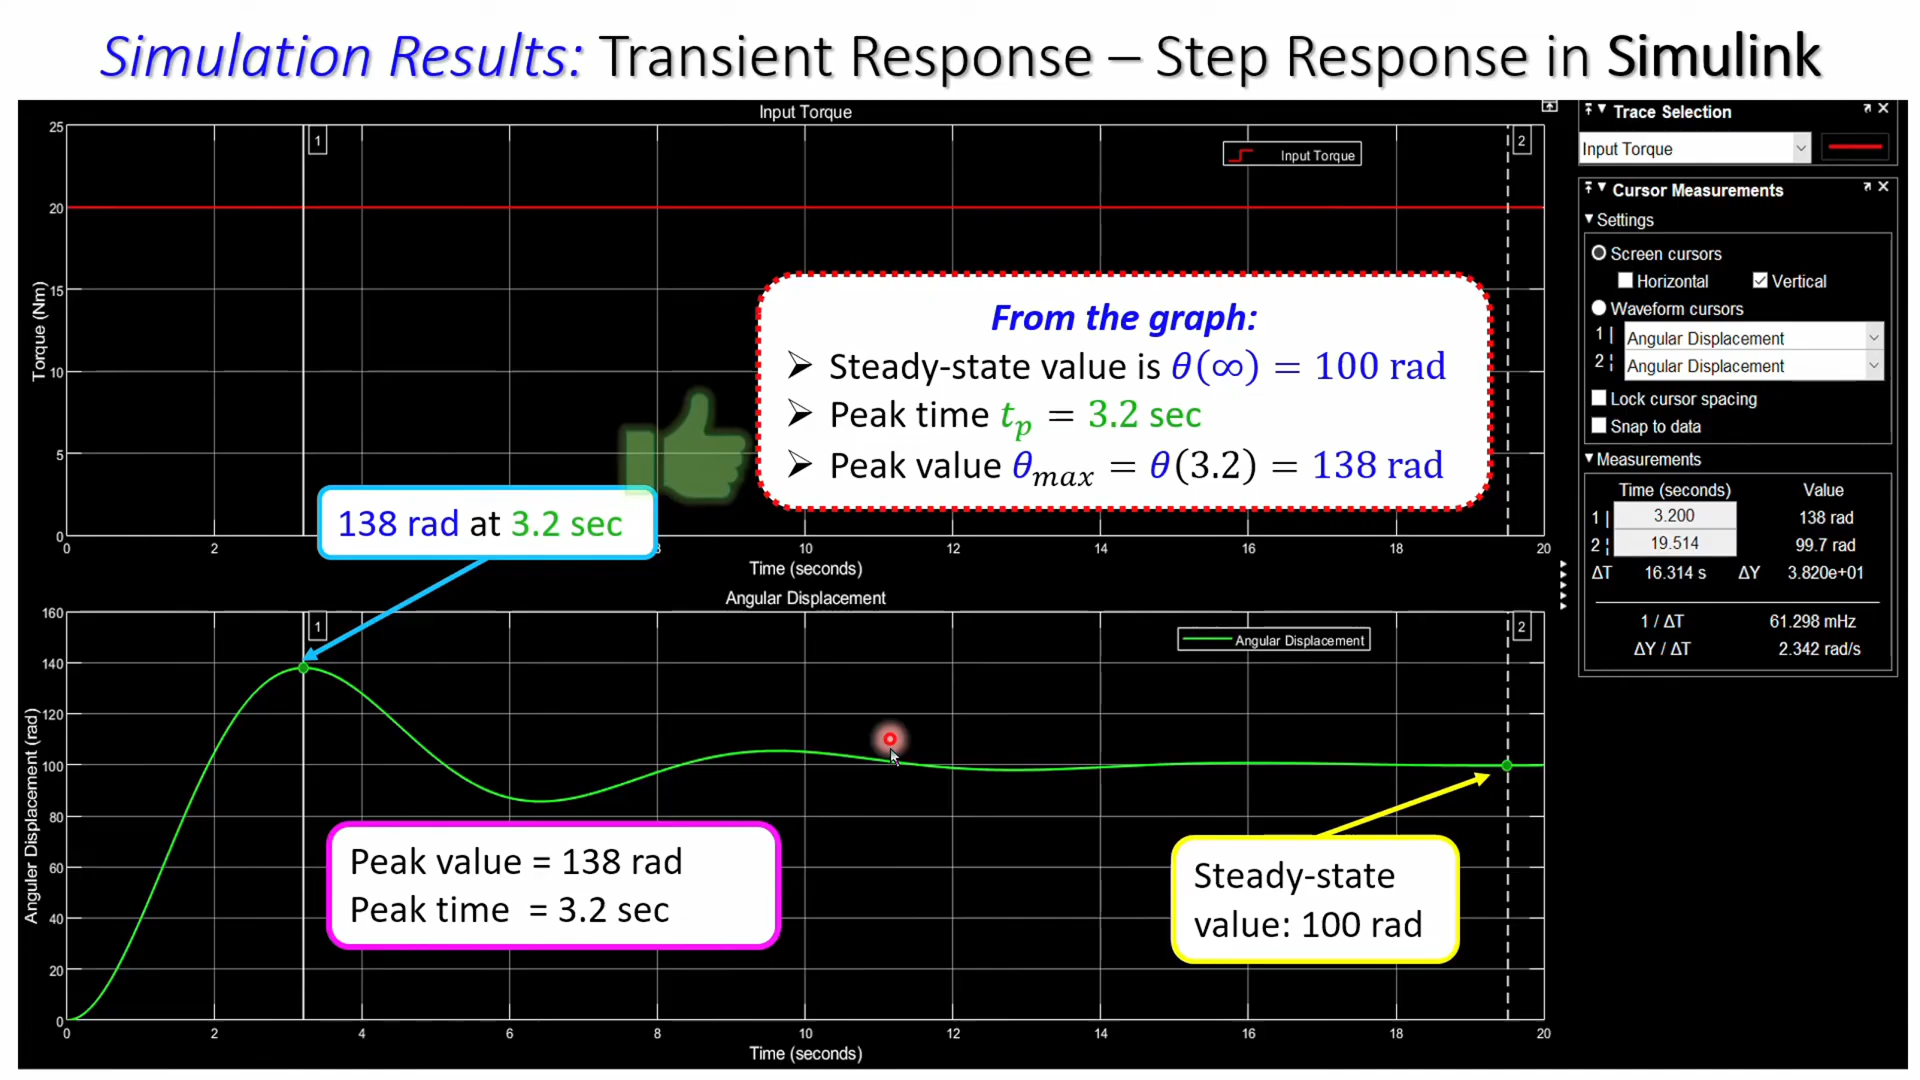 Simulation Results: Transient Response – Step Response in Simulink
Input Torque
25
20
15
10
5
0
Torque (Nm)
1
2
Input Torque
From the graph:
➢ Steady-state value is θ(∞) = 100 rad
➢ Peak time tₚ = 3.2 sec
➢ Peak value θmax = θ(3.2) = 138 rad
138 rad at 3.2 sec
0 2 8 10 12 14 16 18 20
Time (seconds)
Angular Displacement
160
140
120
100
80
60
40
20
0
Anguler Displacement (rad)
1
2
Angular Displacement
Peak value = 138 rad
Peak time = 3.2 sec
Steady-state
value: 100 rad
0 2 4 6 8 10 12 14 16 18 20
Time (seconds)
Trace Selection
Input Torque
Cursor Measurements
Settings
Screen cursors
Horizontal Vertical
Waveform cursors
1 | Angular Displacement
2 ¦ Angular Displacement
Lock cursor spacing
Snap to data
Measurements
Time (seconds) Value
1 | 3.200 138 rad
2 ¦ 19.514 99.7 rad
ΔT 16.314 s ΔY 3.820e+01
1 / ΔT 61.298 mHz
ΔY / ΔT 2.342 rad/s